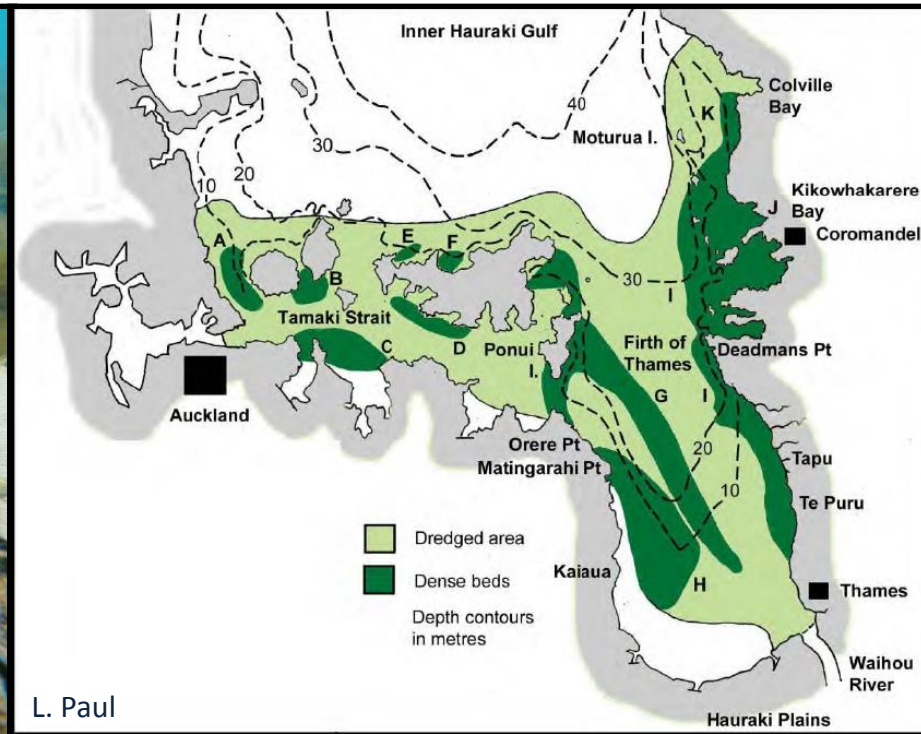 Inner Hauraki Gulf
40
Colville
Bay
K
Moturua I.
30
20
10
Kikowhakarere
Bay
J
Coromandel
A
E
F
B
30
I
Tamaki Strait
C
D
Ponui
I.
Firth of
Thames
Deadmans Pt
G
I
Auckland
Orere Pt
Matingarahi Pt
20
10
Tapu
Te Puru
Dredged area
Dense beds
Depth contours
in metres
Kaiaua
H
Thames
Waihou
River
Hauraki Plains
L. Paul